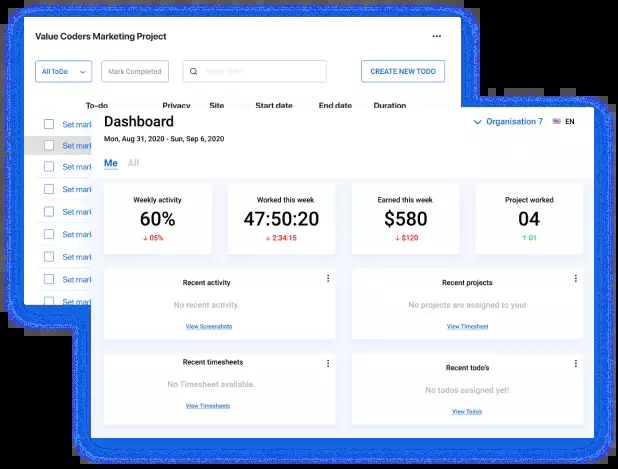 Value Coders Marketing Project
All ToDo
Mark Completed
CREATE NEW TODO
To-do Privacy Site Start date End date Duration
Set mark
Set mark
Set mark
Set mark
Set mark
Set mark
Set mark
Set mark
Set mark
Dashboard
Organisation 7
EN
Mon, Aug 31, 2020 - Sun, Sep 6, 2020
Me All
Weekly activity
60%
↓ 05%
Worked this week
47:50:20
↓ 2:34:15
Earned this week
$580
↓ $120
Project worked
04
↑ 01
Recent activity
No recent activity.
View Screenshots
Recent projects
No projects are assigned to you!
View Timesheet
Recent timesheets
No Timesheet available.
View Timesheets
Recent todo's
No todos assigned yet!
View Todo's